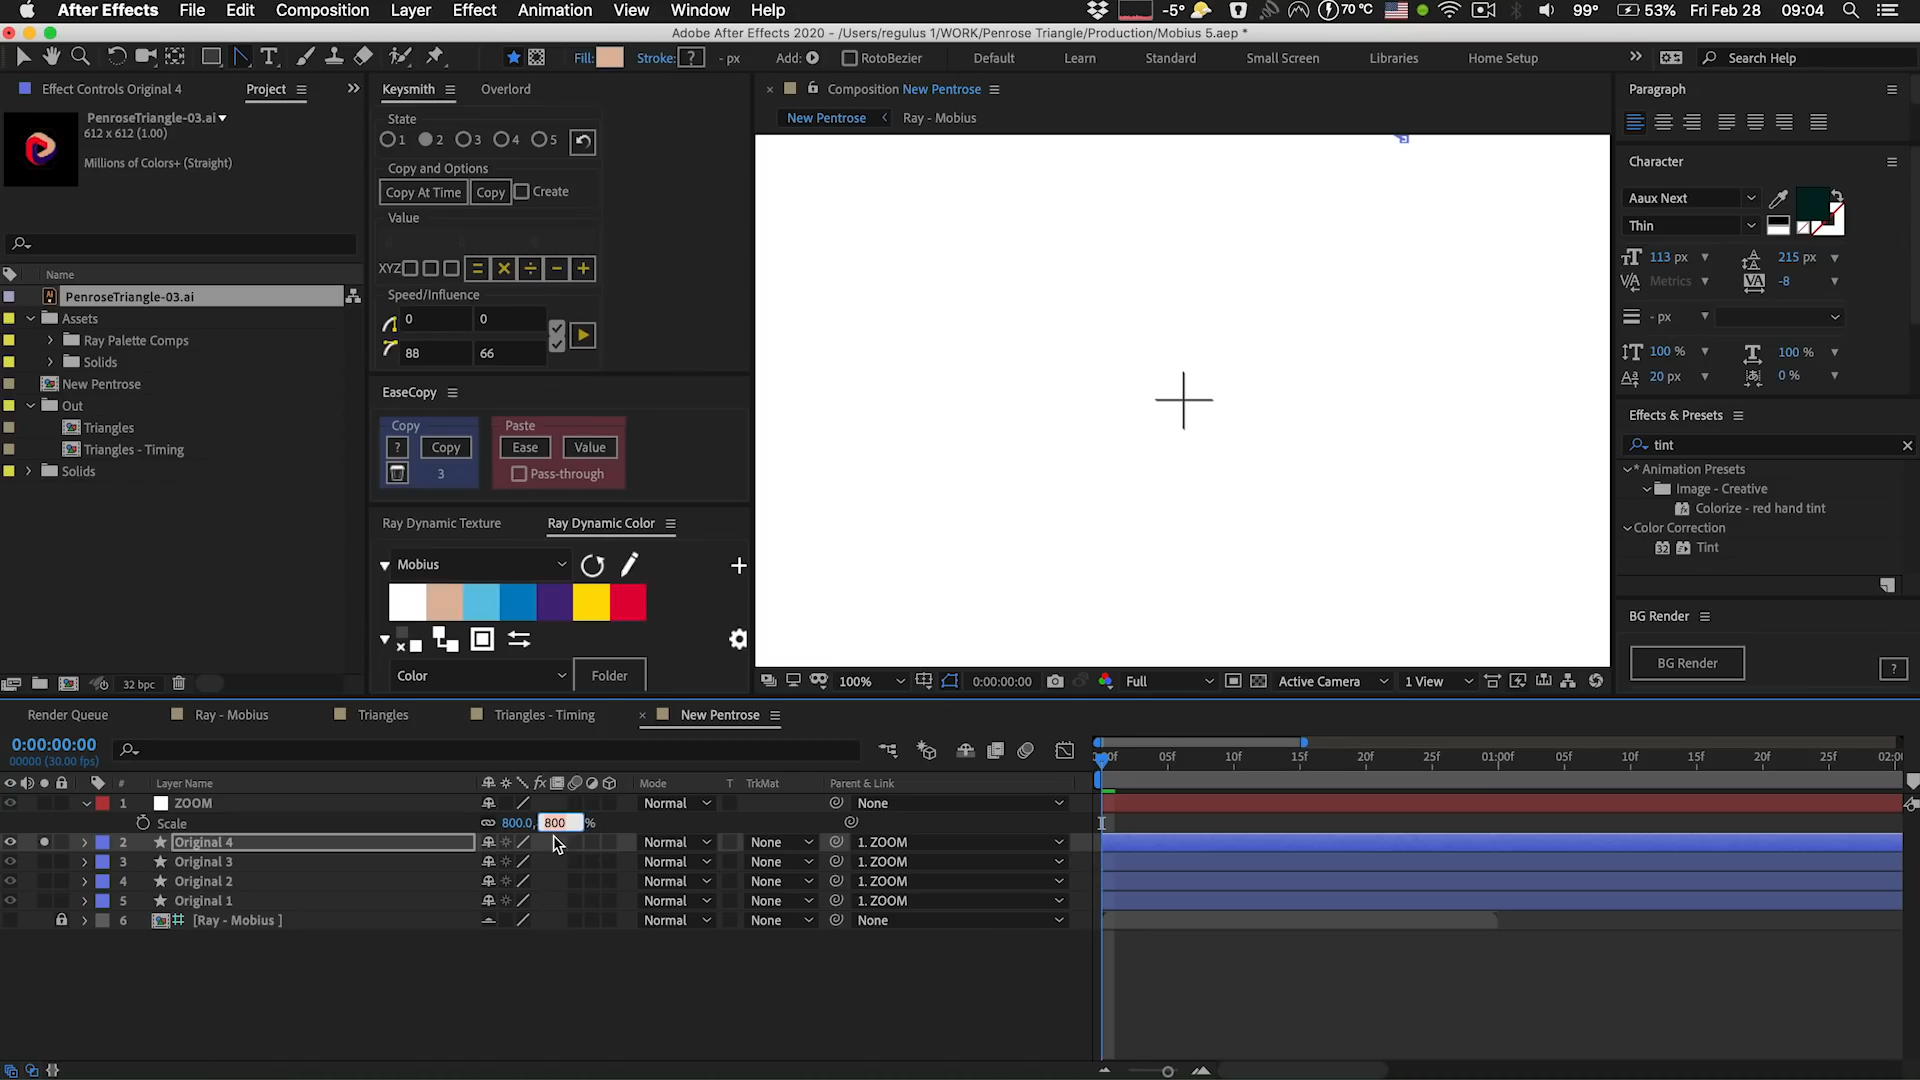 After Effects File Edit Composition Layer Effect Animation View Window Help -5° 70 °C 99° 53% Fri Feb 28 09:04
Adobe After Effects 2020 - /Users/regulus 1/WORK/Penrose Triangle/Production/Mobius 5.aep *
Fill: Stroke: ? - px Add: RotoBezier Default Learn Standard Small Screen Libraries Home Setup Search Help
Effect Controls Original 4 Project
PenroseTriangle-03.ai
612 x 612 (1.00)
Millions of Colors+ (Straight)
Name
PenroseTriangle-03.ai
Assets
Ray Palette Comps
Solids
New Pentrose
Out
Triangles
Triangles - Timing
Solids
32 bpc
Keysmith Overlord
State
1 2 3 4 5
Copy and Options
Copy At Time Copy Create
Value
XYZ = × ÷ − +
Speed/Influence
0 0
88 66
EaseCopy
Copy Paste
? Copy Ease Value
3 Pass-through
Ray Dynamic Texture Ray Dynamic Color
Mobius
Color Folder
Composition New Pentrose
New Pentrose Ray - Mobius
100% 0:00:00:00 Full Active Camera 1 View
Paragraph
Character
Aaux Next
Thin
113 px 215 px
Metrics -8
- px
100 % 100 %
20 px 0 %
Effects & Presets
tint
* Animation Presets
Image - Creative
Colorize - red hand tint
Color Correction
32 Tint
BG Render
BG Render ?
Render Queue Ray - Mobius Triangles Triangles - Timing New Pentrose
0:00:00:00
00000 (30.00 fps)
05f 10f 15f 20f 25f 01:00f 05f 10f 15f 20f 25f
# Layer Name Mode T TrkMat Parent & Link
1 ZOOM Normal None
Scale 800.0, 800 %
2 Original 4 Normal None 1. ZOOM
3 Original 3 Normal None 1. ZOOM
4 Original 2 Normal None 1. ZOOM
5 Original 1 Normal None 1. ZOOM
6 [Ray - Mobius ] Normal None None